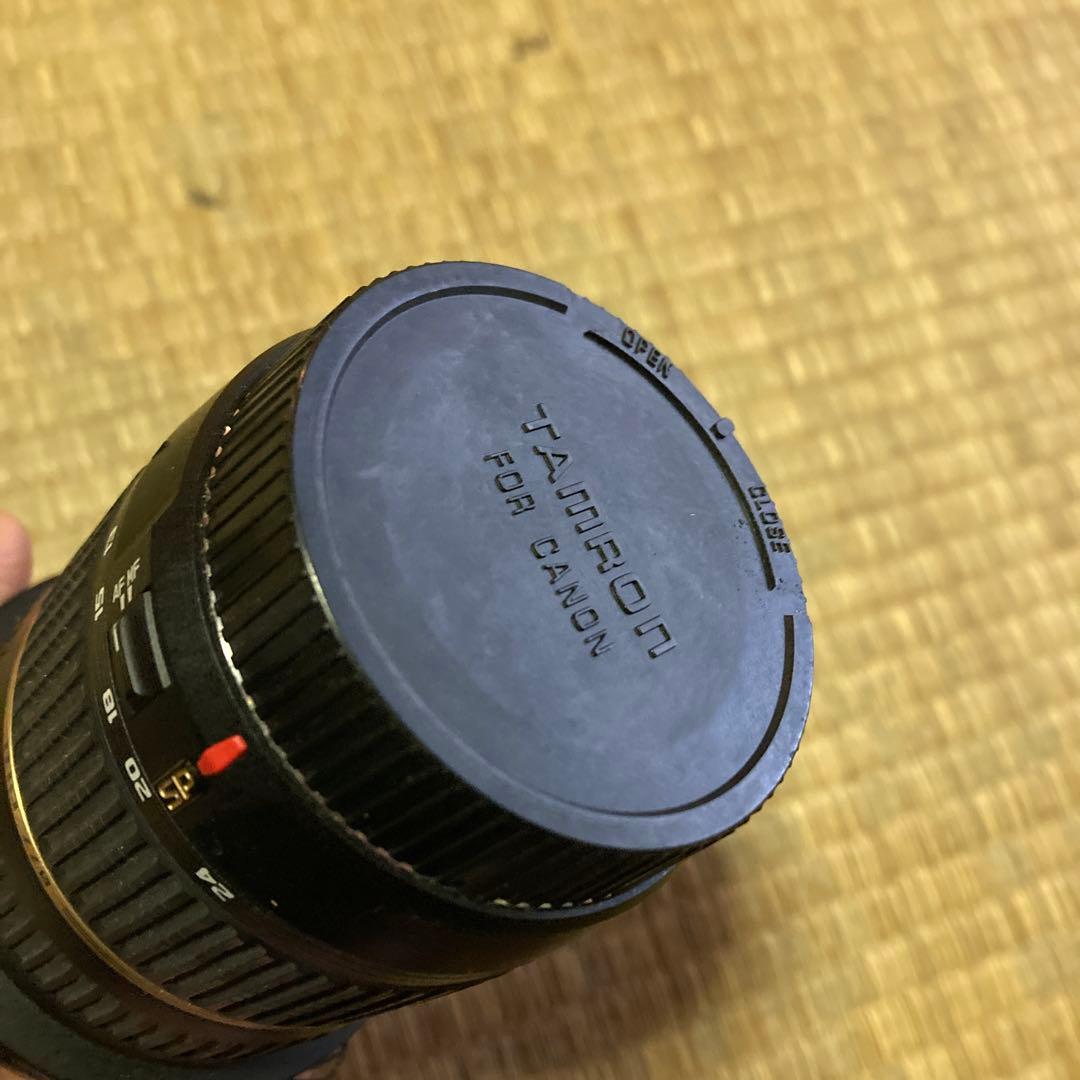 TAMRON
FOR CANON
OPEN
CLOSE
AF MF
15
18
20
24
SP